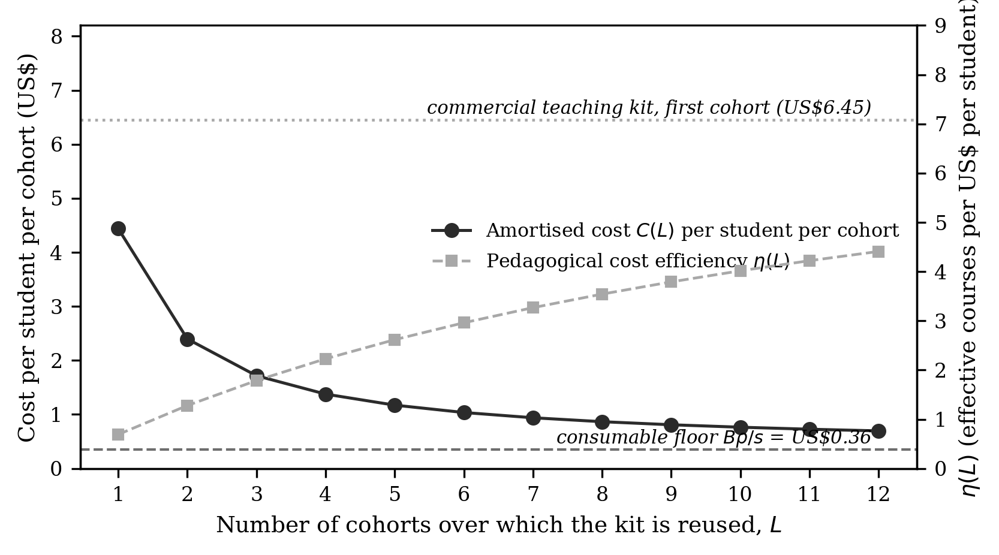 Cost per student per cohort (US$)
8
7
6
5
4
3
2
1
0
commercial teaching kit, first cohort (US$6.45)
Amortised cost C(L) per student per cohort
Pedagogical cost efficiency η(L)
consumable floor Bρ/s = US$0.36
9
8
7
6
5
4
3
2
1
0
η(L) (effective courses per US$ per student)
1 2 3 4 5 6 7 8 9 10 11 12
Number of cohorts over which the kit is reused, L